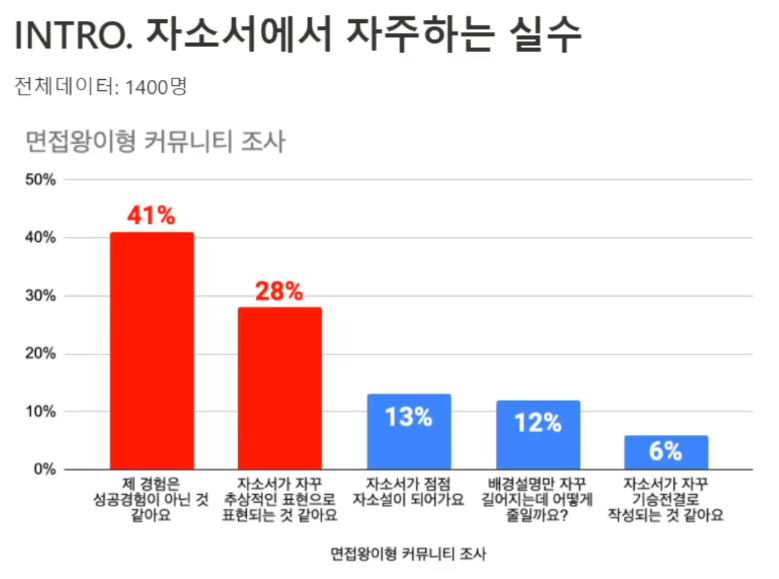 INTRO. 자소서에서 자주하는 실수
전체데이터: 1400명
면접왕이형 커뮤니티 조사
50%
40%
30%
20%
10%
0%
41%
28%
13%
12%
6%
제 경험은
성공경험이 아닌 것
같아요
자소서가 자꾸
추상적인 표현으로
표현되는 것 같아요
자소서가 점점
자소설이 되어가요
배경설명만 자꾸
길어지는데 어떻게
줄일까요?
자소서가 자꾸
기승전결로
작성되는 것 같아요
면접왕이형 커뮤니티 조사